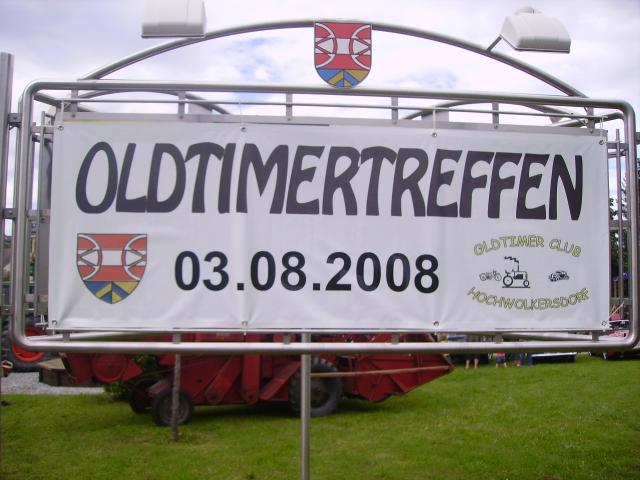 OLDTIMERTREFFEN
03.08.2008
OLDTIMER CLUB
HOCHWOLKERSDORF